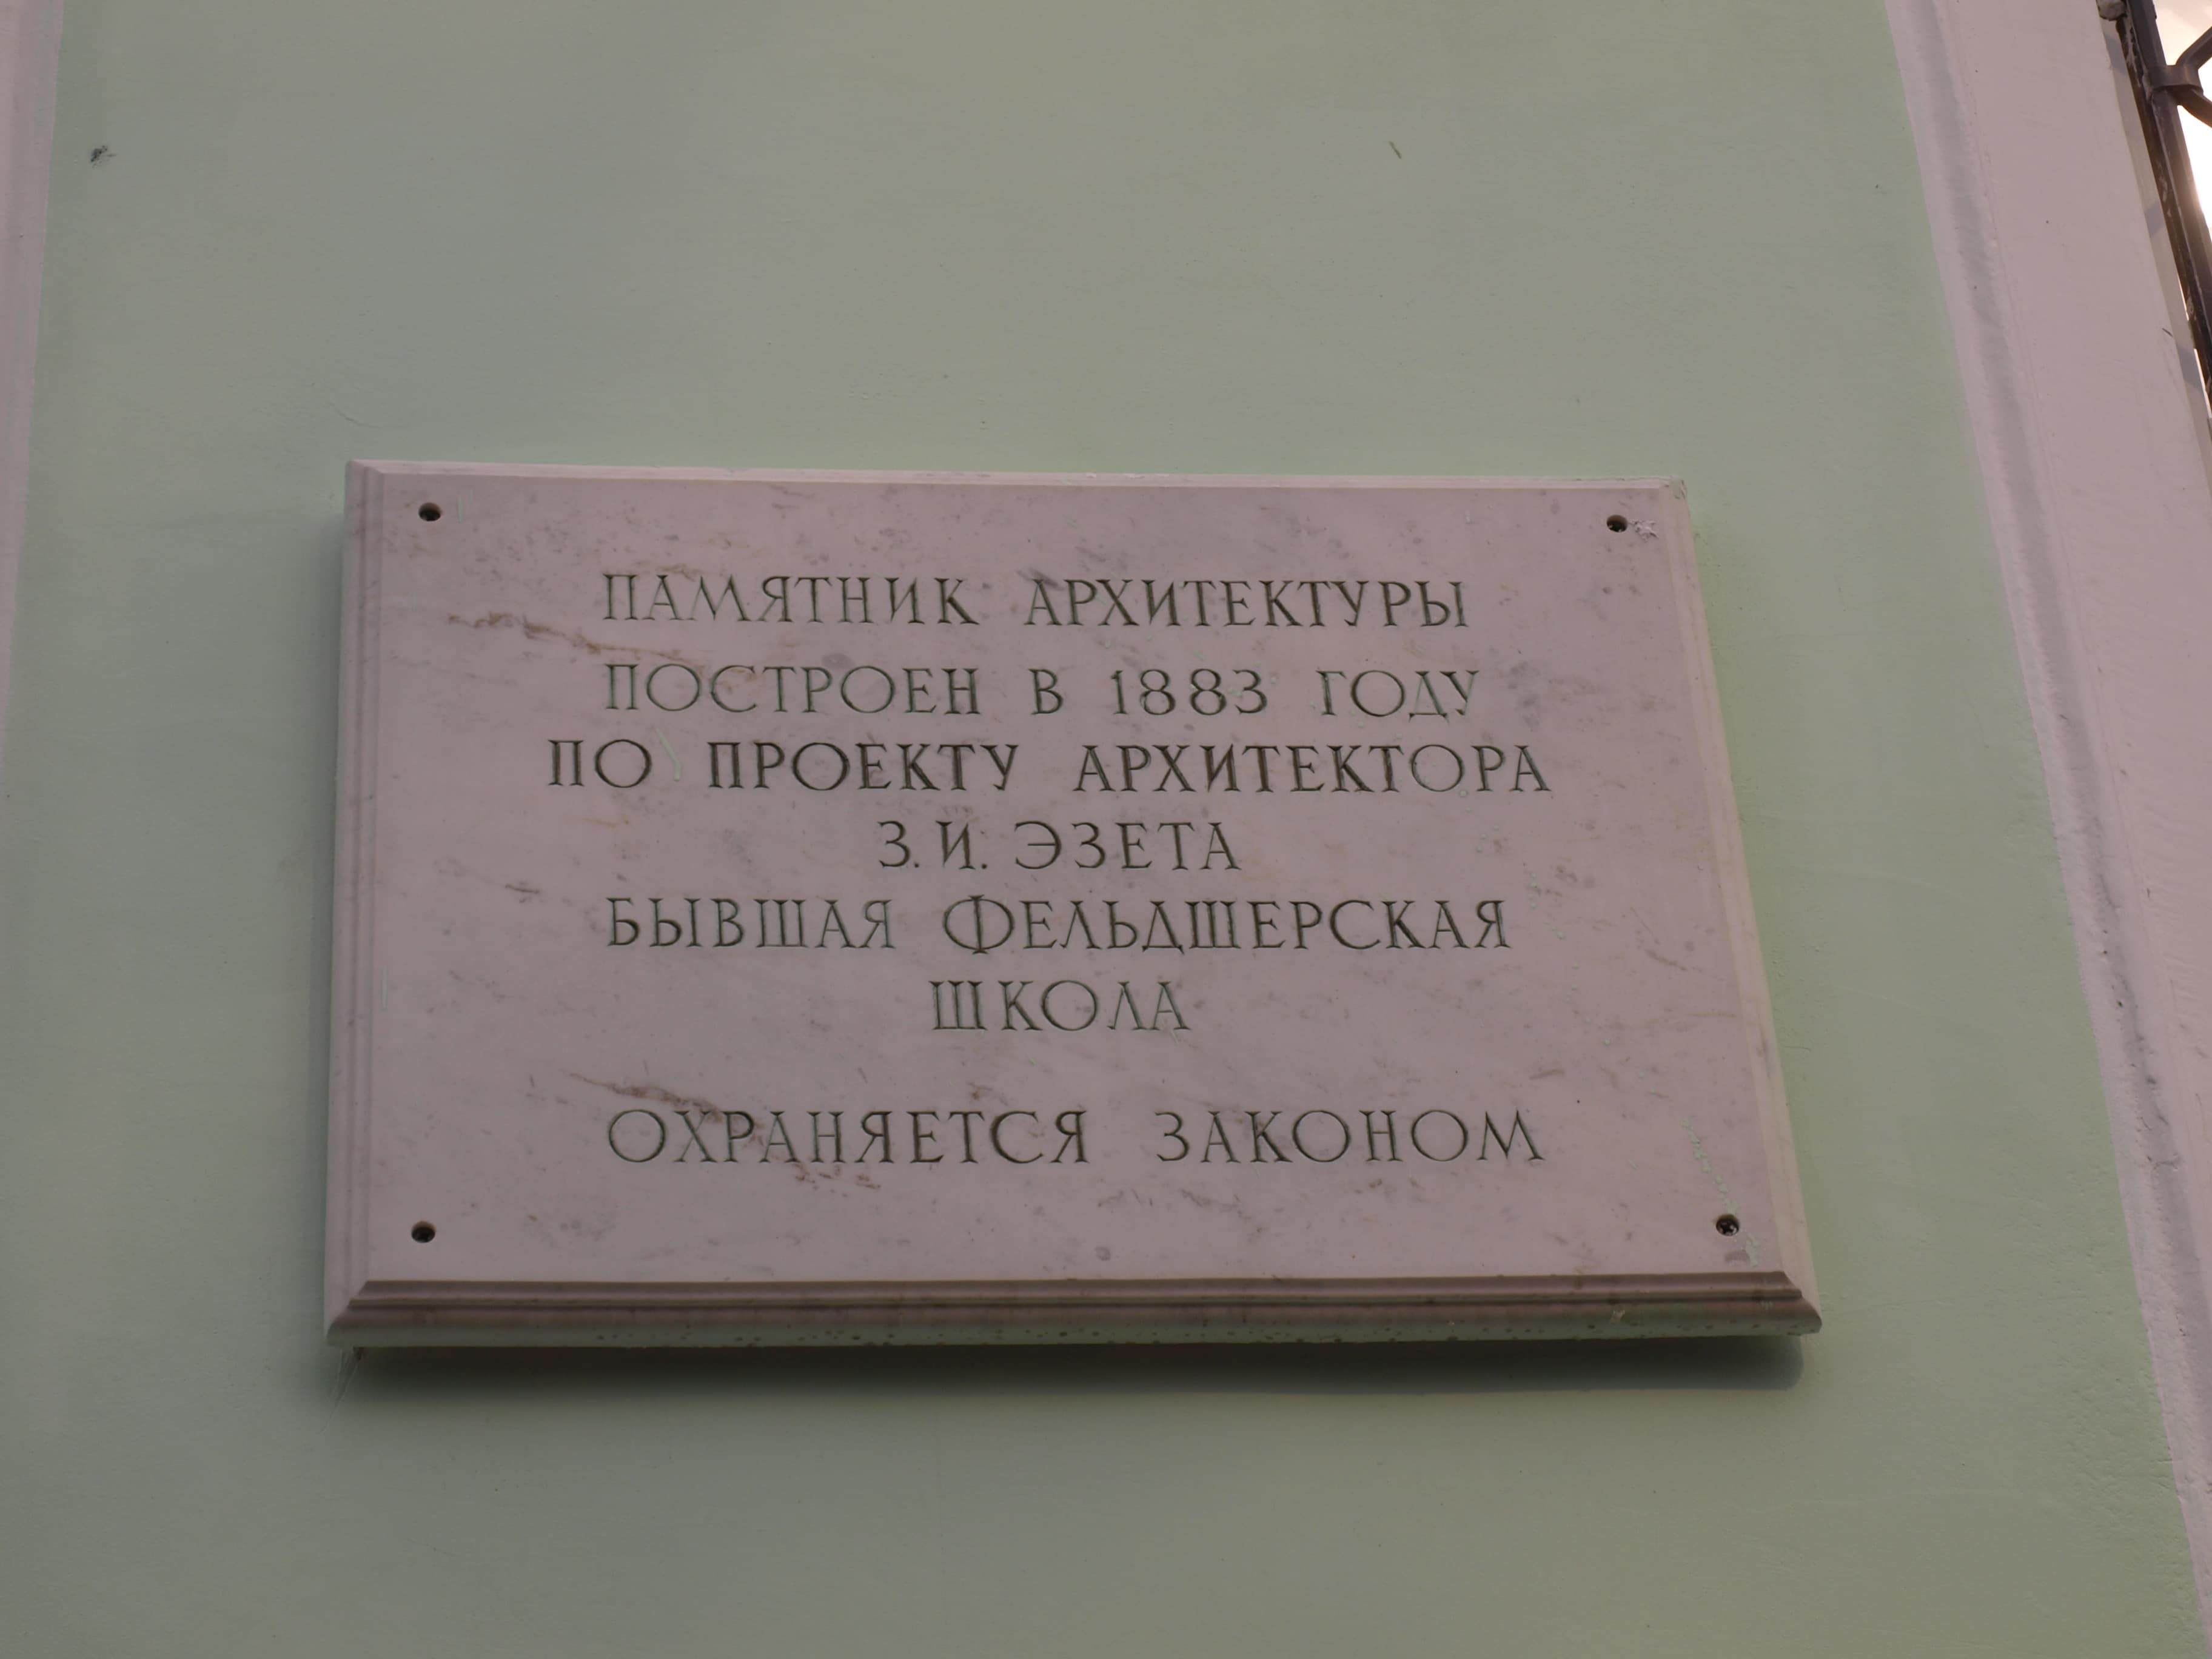 ПАМЯТНИК АРХИТЕКТУРЫ
ПОСТРОЕН В 1883 ГОДУ
ПО ПРОЕКТУ АРХИТЕКТОРА
З.И. ЭЗЕТА
БЫВШАЯ ФЕЛЬДШЕРСКАЯ
ШКОЛА
ОХРАНЯЕТСЯ ЗАКОНОМ